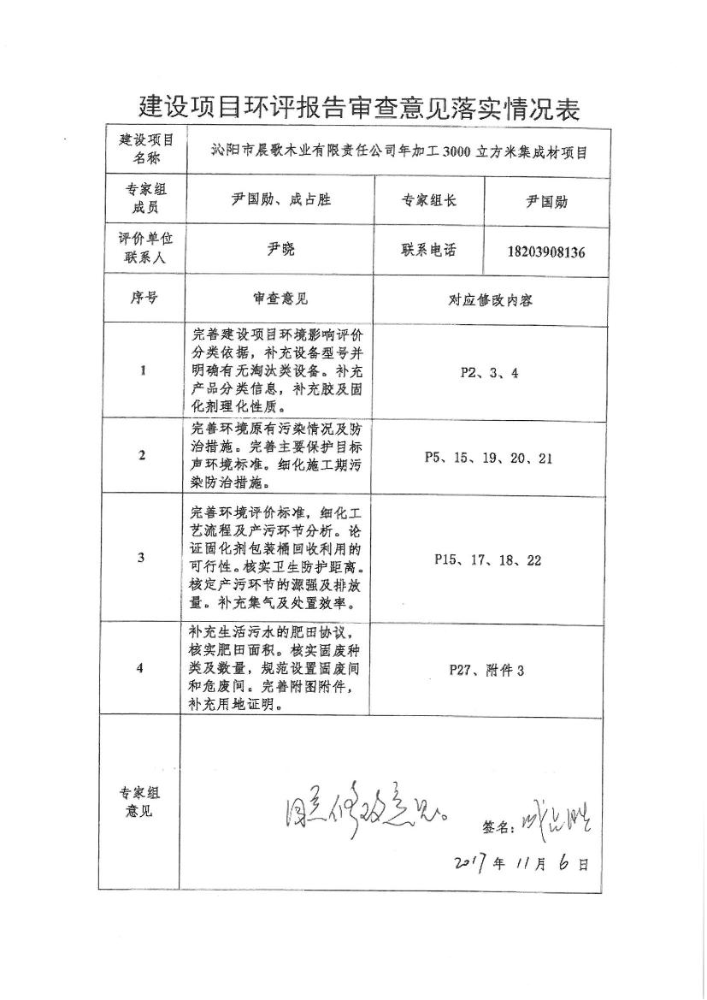 建设项目环评报告审查意见落实情况表
建设项目
名称
沁阳市晨歌木业有限责任公司年加工3000 立方米集成材项目
专家组
成员
尹国勋、成占胜
专家组长
尹国勋
评价单位
联系人
尹晓
联系电话
18203908136
序号
审查意见
对应修改内容
1
完善建设项目环境影响评价
分类依据，补充设备型号并
明确有无淘汰类设备。补充
产品分类信息，补充胶及固
化剂理化性质。
P2、3、4
2
完善环境原有污染情况及防
治措施。完善主要保护目标
声环境标准。细化施工期污
染防治措施。
P5、15、19、20、21
3
完善环境评价标准，细化工
艺流程及产污环节分析。论
证固化剂包装桶回收利用的
可行性。核实卫生防护距离。
核定产污环节的源强及排放
量。补充集气及处置效率。
P15、17、18、22
4
补充生活污水的肥田协议，
核实肥田面积。核实固废种
类及数量，规范设置固废间
和危废间。完善附图附件，
补充用地证明。
P27、附件 3
专家组
意见
同意修改意见。
签名：成占胜
2017 年 11 月 6 日